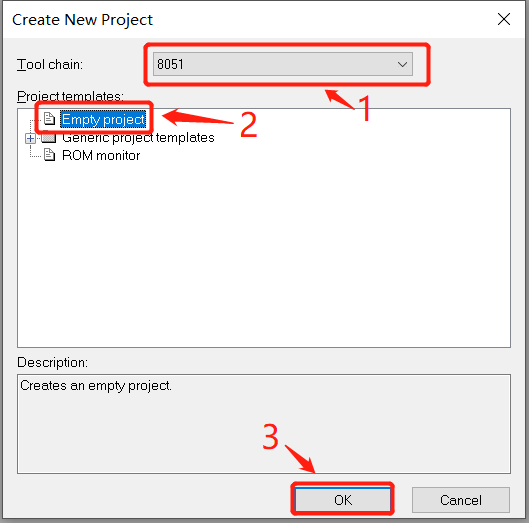 Create New Project
Tool chain:
8051
1
Project templates:
Empty project
2
Generic project templates
ROM monitor
Description:
Creates an empty project.
3
OK
Cancel